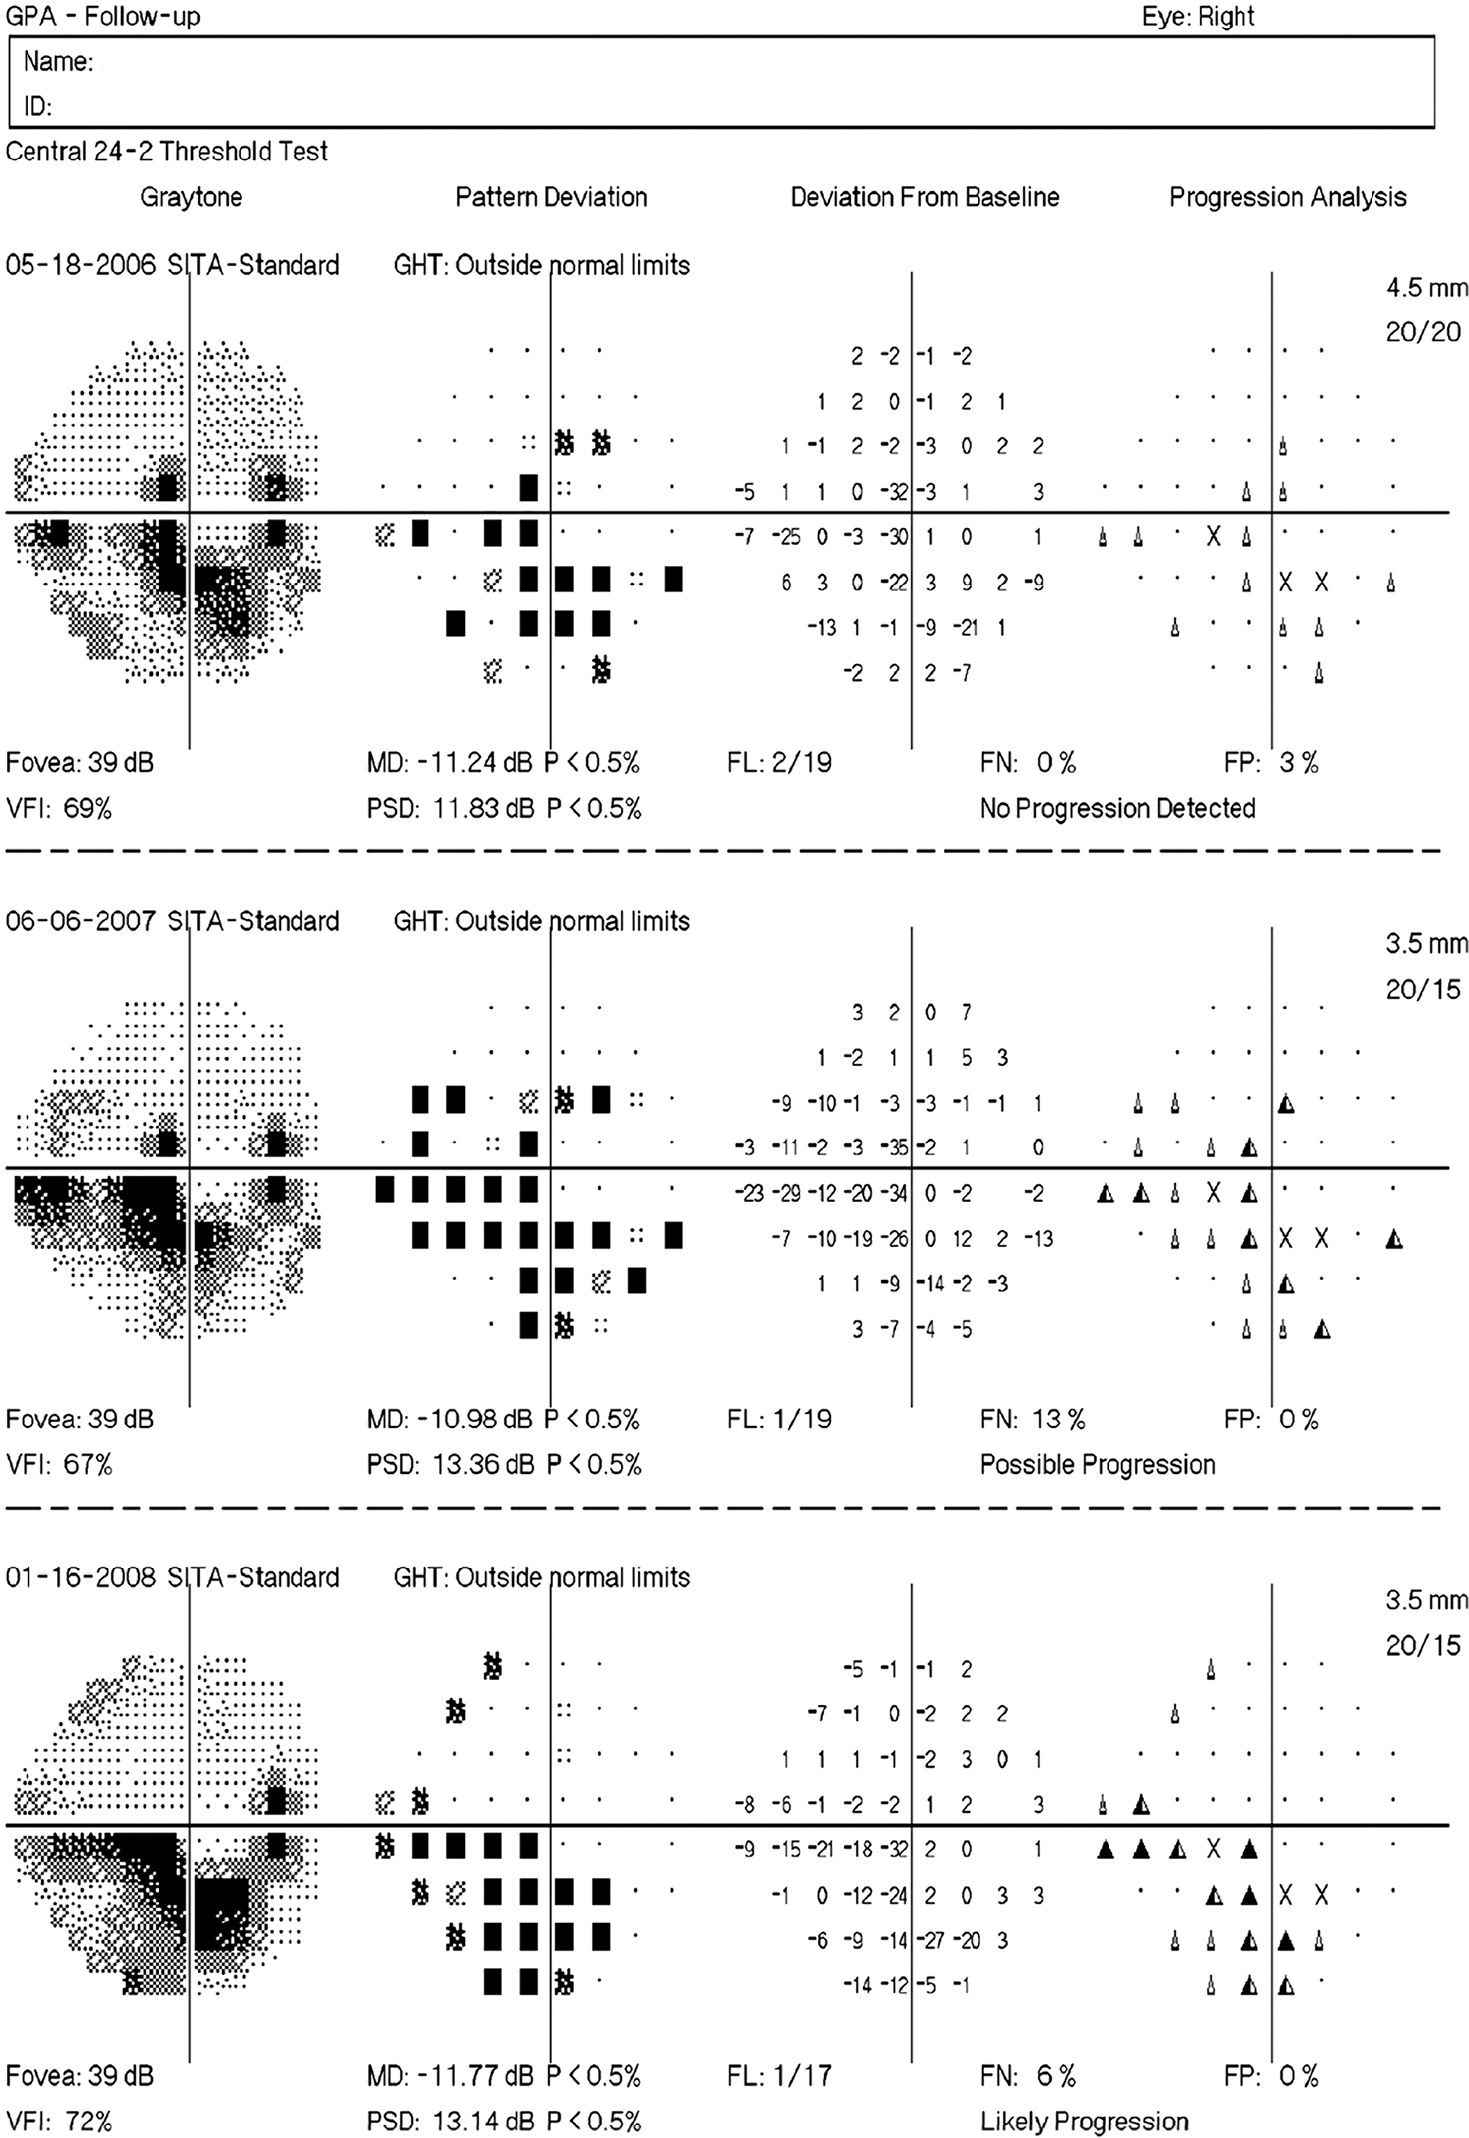 GPA - Follow-up Eye: Right
Name:
ID:
Central 24-2 Threshold Test
Graytone Pattern Deviation Deviation From Baseline Progression Analysis
05-18-2006 SITA-Standard GHT: Outside normal limits
4.5 mm
20/20
2 -2 -1 -2
1 2 0 -1 2 1
1 -1 2 -2 -3 0 2 2
-5 1 1 0 -32 -3 1 3
-7 -25 0 -3 -30 1 0 1 X
6 3 0 -22 3 9 2 -9 X X
-13 1 -1 -9 -21 1
-2 2 2 -7
Fovea: 39 dB MD: -11.24 dB P < 0.5% FL: 2/19 FN: 0 % FP: 3 %
VFI: 69% PSD: 11.83 dB P < 0.5% No Progression Detected
06-06-2007 SITA-Standard GHT: Outside normal limits
3.5 mm
20/15
3 2 0 7
1 -2 1 1 5 3
-9 -10 -1 -3 -3 -1 -1 1
-3 -11 -2 -3 -35 -2 1 0
-23 -29 -12 -20 -34 0 -2 -2 X
-7 -10 -19 -26 0 12 2 -13 X X
1 1 -9 -14 -2 -3
3 -7 -4 -5
Fovea: 39 dB MD: -10.98 dB P < 0.5% FL: 1/19 FN: 13 % FP: 0 %
VFI: 67% PSD: 13.36 dB P < 0.5% Possible Progression
01-16-2008 SITA-Standard GHT: Outside normal limits
3.5 mm
20/15
-5 -1 -1 2
-7 -1 0 -2 2 2
1 1 1 -1 -2 3 0 1
-8 -6 -1 -2 -2 1 2 3
-9 -15 -21 -18 -32 2 0 1 X
-1 0 -12 -24 2 0 3 3 X X
-6 -9 -14 -27 -20 3
-14 -12 -5 -1
Fovea: 39 dB MD: -11.77 dB P < 0.5% FL: 1/17 FN: 6 % FP: 0 %
VFI: 72% PSD: 13.14 dB P < 0.5% Likely Progression